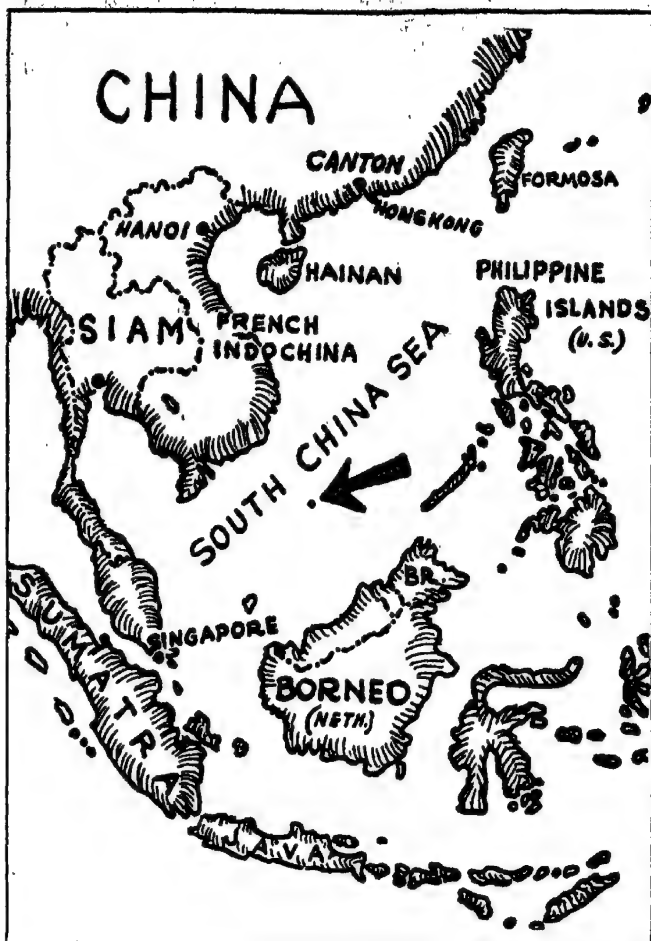 CHINA
CANTON
HONGKONG
FORMOSA
HANOI
HAINAN
PHILIPPINE
ISLANDS
(U.S.)
SIAM
FRENCH
INDOCHINA
SOUTH CHINA SEA
BR.
SINGAPORE
SUMATRA
BORNEO
(NETH.)
JAVA